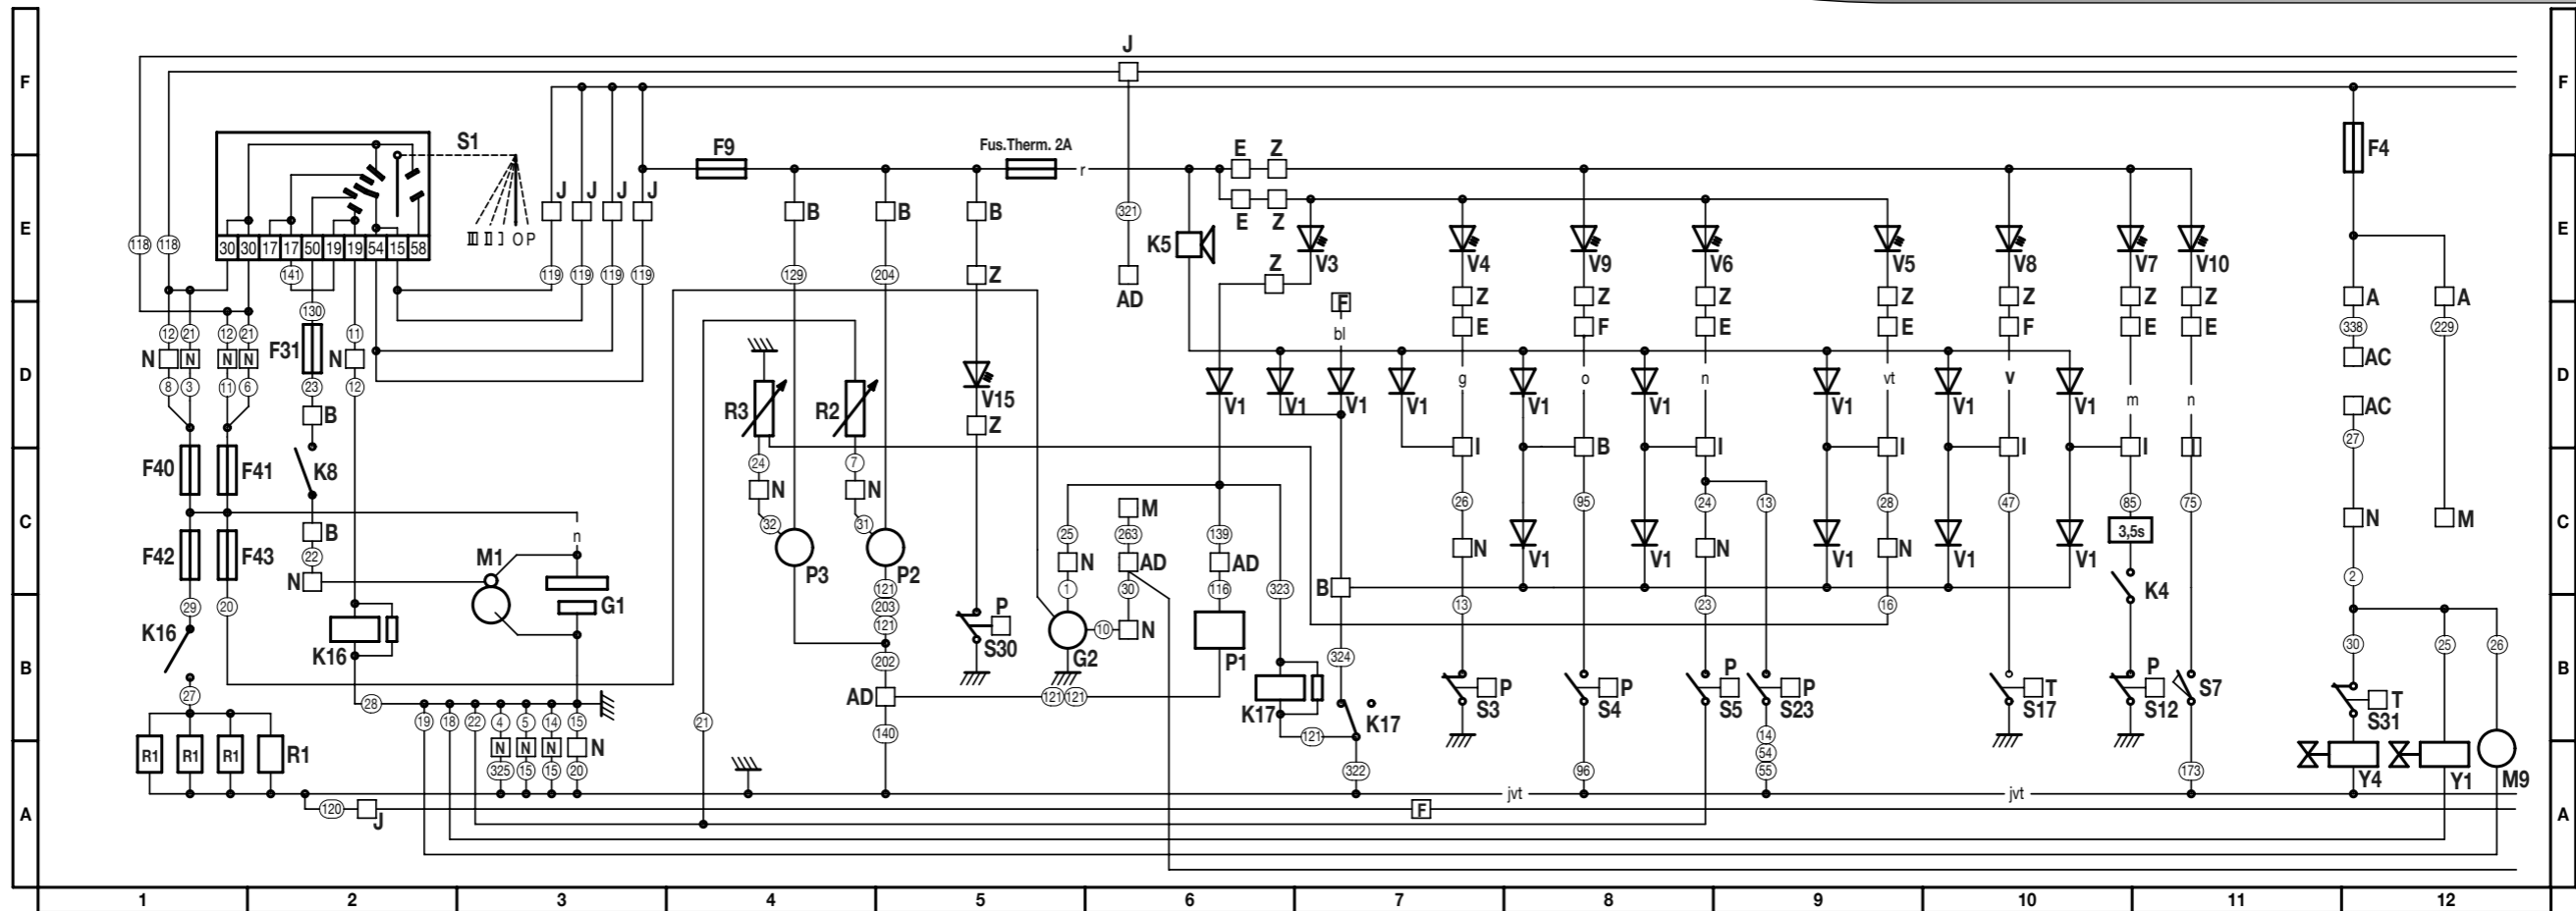 J
F F
S1 F9 Fus.Therm. 2A F4
r E Z
J J J J B B B 321 E Z
E III II I O P K5 E
118 118 30 30 17 17 50 19 19 54 15 58
V3 V4 V9 V6 V5 V8 V7 V10
141 119 119 119 119 129 204 Z Z
AD F Z Z Z Z Z Z A A
130
12 21 12 21 11 bl E F E E F E E 338 229
N N N N F31 N AC
D D
8 3 11 6 23 12 R3 R2 V15 V1 V1 V1 V1 g V1 o V1 n V1 vt V1 v V1 m n AC
B Z 27
F40 F41 K8 24 7 I B I I I I
N N M 26 95 24 13 28 47 85 75
C B 32 31 25 263 139 3,5s N M C
n
F42 F43 22 M1 P3 P2 N AD AD N V1 V1 N V1 N V1 V1
N 121 1 30 116 323 B 2
29 20 G1 203 P 13 23 16 K4
K16 K16 121 S30 G2 10 N P1 324 30 25 26
B 202 B
27 28 AD 121 121 K17 K17 P S3 P S4 P S5 P S23 T S17 P S12 S7 T S31
19 18 22 4 5 14 15 21 140 121 14
R1 R1 R1 R1 N N N N 54
325 15 15 20 322 96 55 173 Y4 Y1 M9
jvt jvt
A 120 J F A
1 2 3 4 5 6 7 8 9 10 11 12